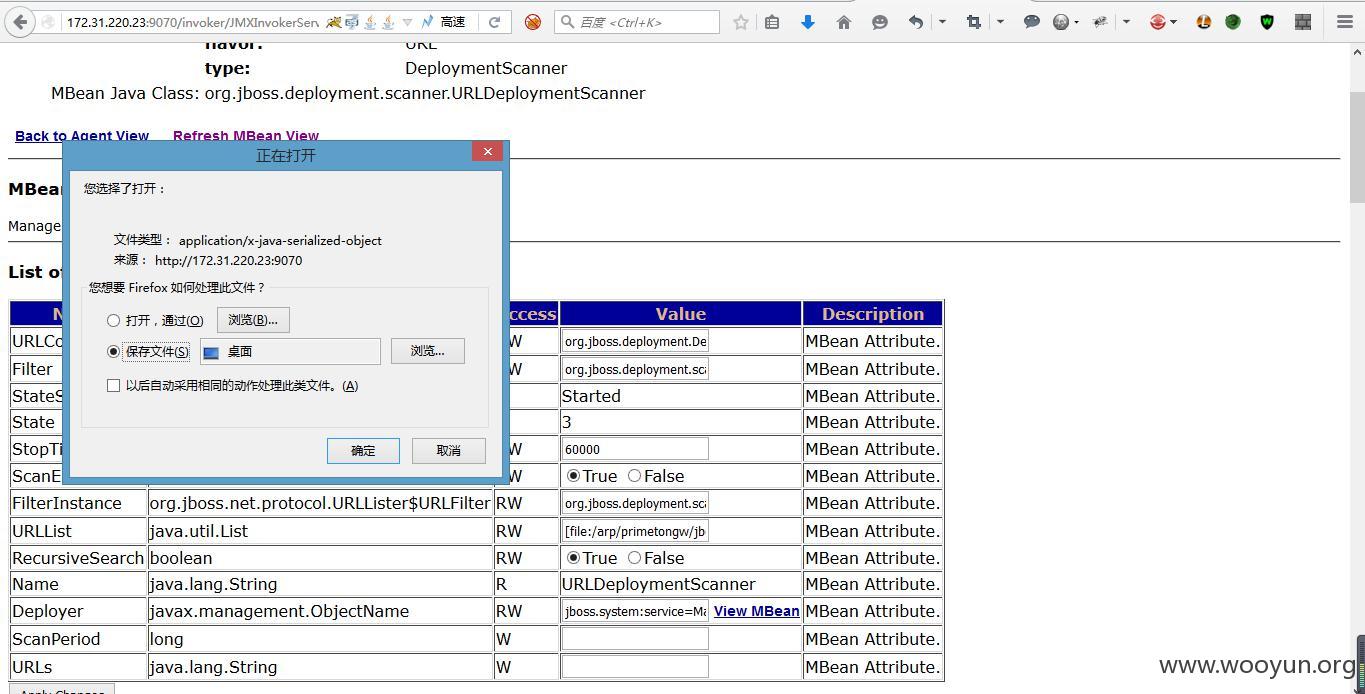 172.31.220.23:9070/invoker/JMXInvokerServ 高速 百度 <Ctrl+K>
flavor: URL
type: DeploymentScanner
MBean Java Class: org.jboss.deployment.scanner.URLDeploymentScanner
Back to Agent View Refresh MBean View
正在打开
您选择了打开：
文件类型： application/x-java-serialized-object
来源： http://172.31.220.23:9070
您想要 Firefox 如何处理此文件？
打开，通过(O) 浏览(B)...
保存文件(S) 桌面 浏览...
以后自动采用相同的动作处理此类文件。(A)
确定 取消
MBea
Manage
List of
N ccess Value Description
URLCo W org.jboss.deployment.De MBean Attribute.
Filter W org.jboss.deployment.sca MBean Attribute.
StateS Started MBean Attribute.
State 3 MBean Attribute.
StopTi W 60000 MBean Attribute.
ScanE W True False MBean Attribute.
FilterInstance org.jboss.net.protocol.URLLister$URLFilter RW org.jboss.deployment.sca MBean Attribute.
URLList java.util.List RW [file:/arp/primetongw/jb MBean Attribute.
RecursiveSearch boolean RW True False MBean Attribute.
Name java.lang.String R URLDeploymentScanner MBean Attribute.
Deployer javax.management.ObjectName RW jboss.system:service=Ma View MBean MBean Attribute.
ScanPeriod long W MBean Attribute.
URLs java.lang.String W MBean Attribute.
Apply Changes
www.wooyun.org